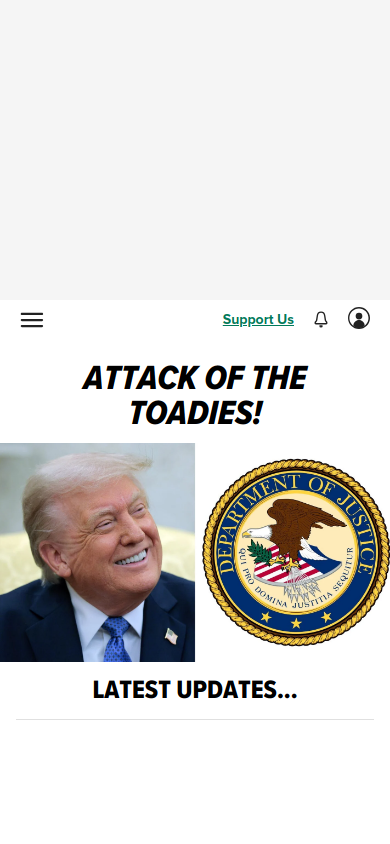 Support Us
ATTACK OF THE
TOADIES!
DEPARTMENT OF JUSTICE
QUI PRO DOMINA JUSTITIA SEQUITUR
LATEST UPDATES...